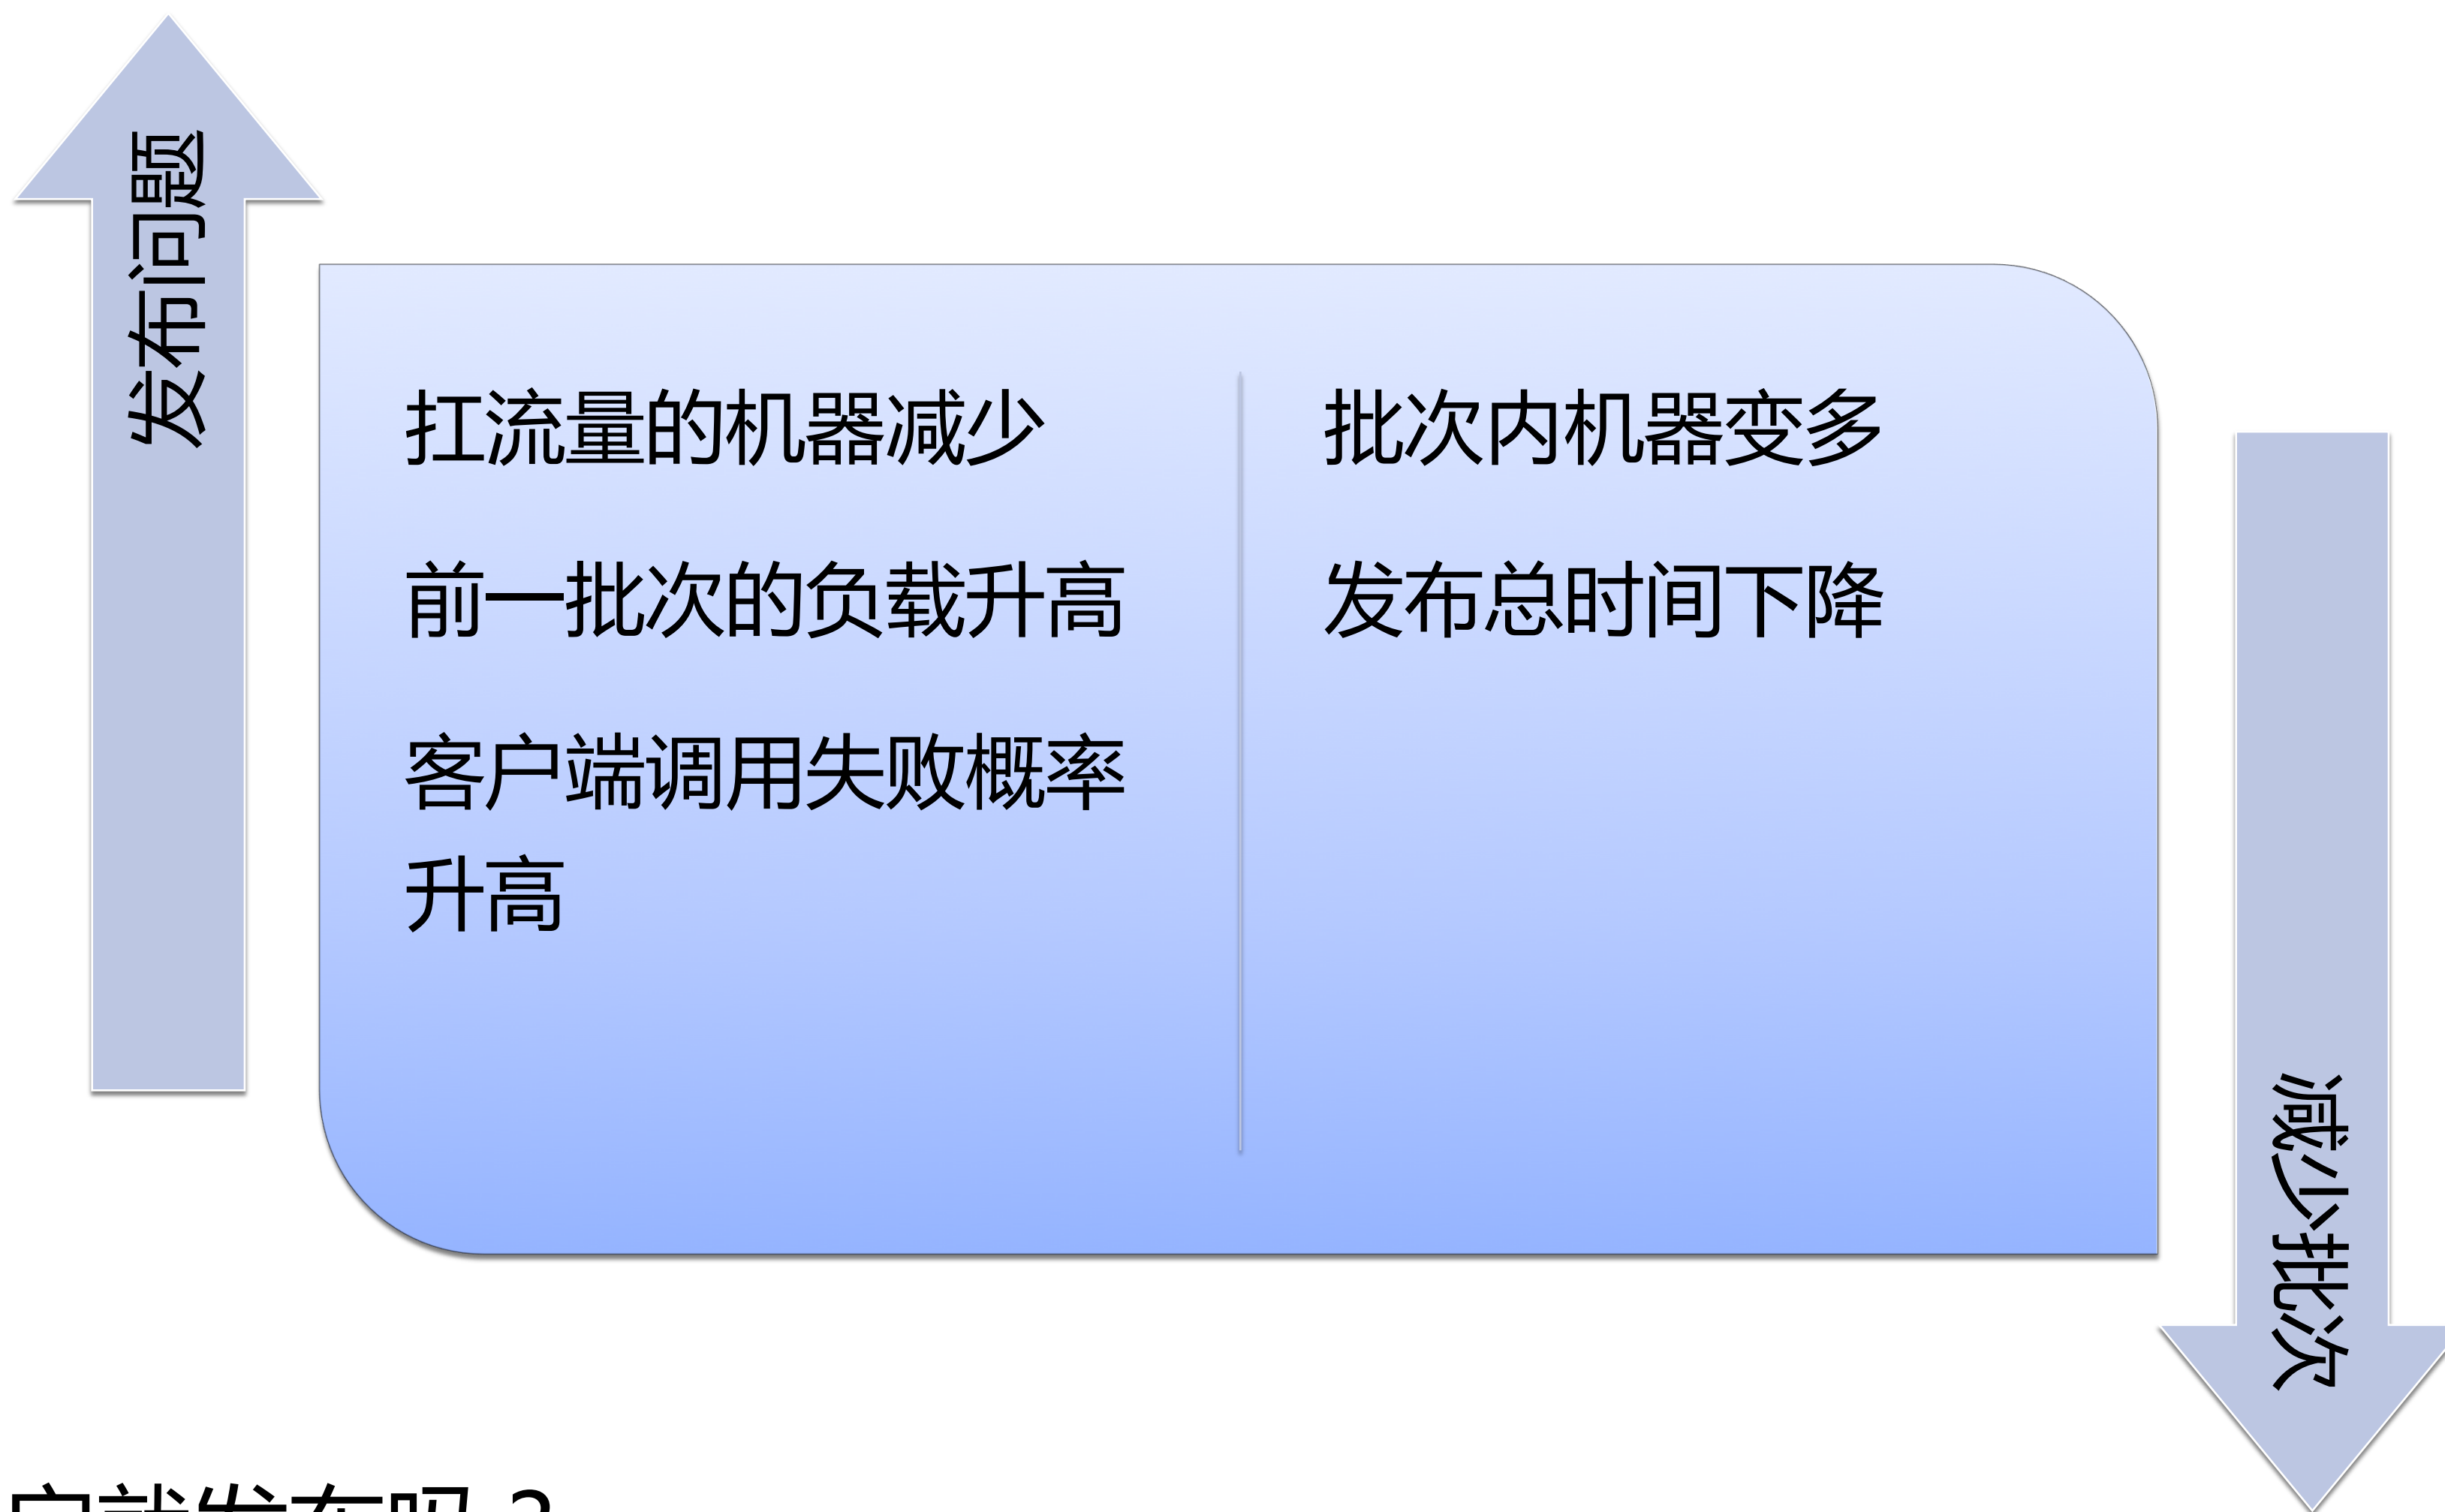 发布问题
扛流量的机器减少
前一批次的负载升高
客户端调用失败概率
升高
批次内机器变多
发布总时间下降
减少批次